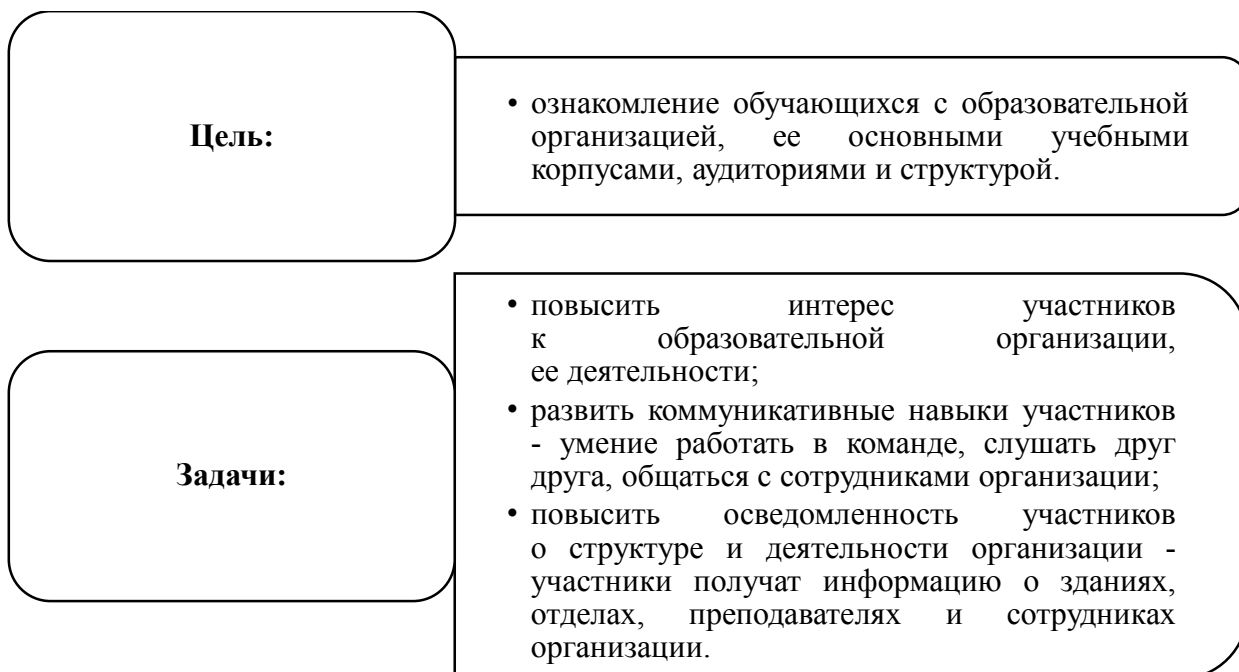 Цель:
• ознакомление обучающихся с образовательной
организацией, ее основными учебными
корпусами, аудиториями и структурой.
Задачи:
• повысить интерес участников
к образовательной организации,
ее деятельности;
• развить коммуникативные навыки участников
- умение работать в команде, слушать друг
друга, общаться с сотрудниками организации;
• повысить осведомленность участников
о структуре и деятельности организации -
участники получат информацию о зданиях,
отделах, преподавателях и сотрудниках
организации.